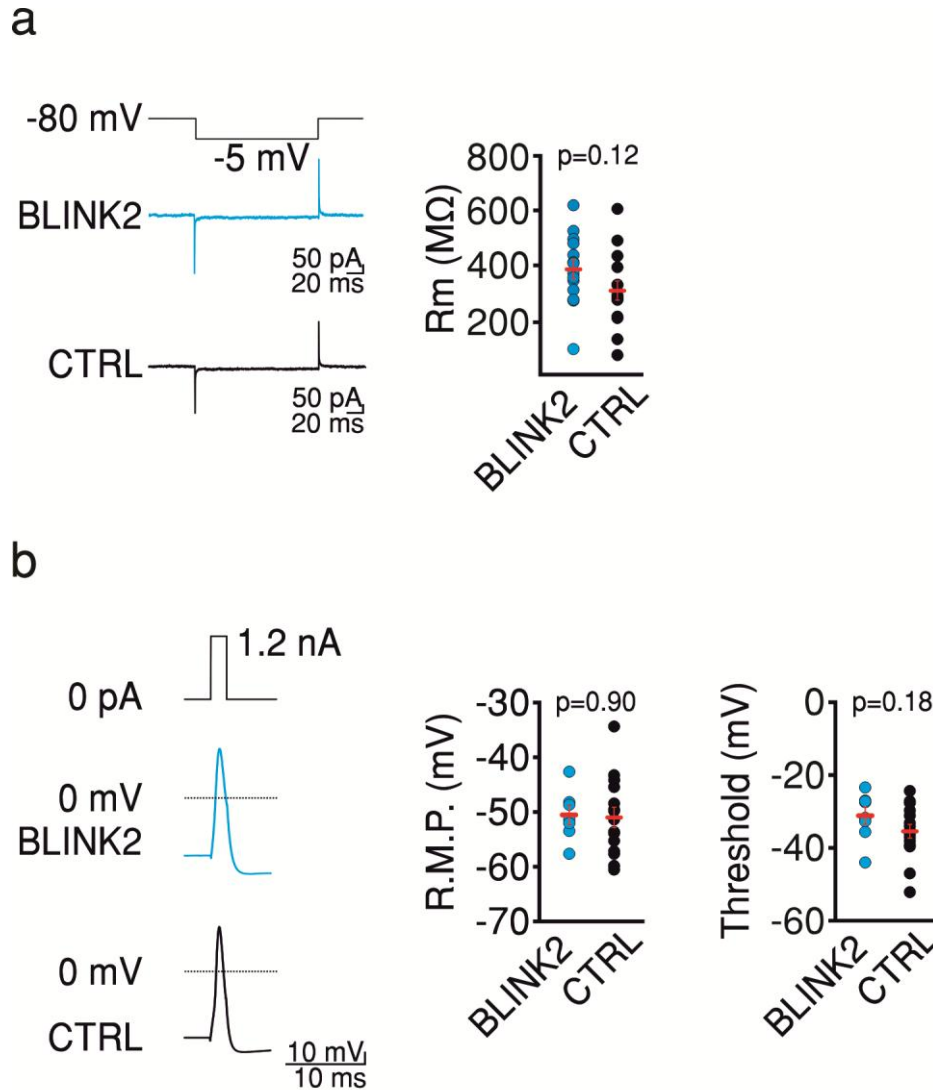 a
-80 mV
-5 mV
BLINK2
50 pA
20 ms
CTRL
50 pA
20 ms
800
600
400
200
Rm (MΩ)
p=0.12
BLINK2
CTRL
b
1.2 nA
0 pA
0 mV
BLINK2
0 mV
CTRL
10 mV
10 ms
-30
-40
-50
-60
-70
R.M.P. (mV)
p=0.90
BLINK2
CTRL
0
-20
-40
-60
Threshold (mV)
p=0.18
BLINK2
CTRL